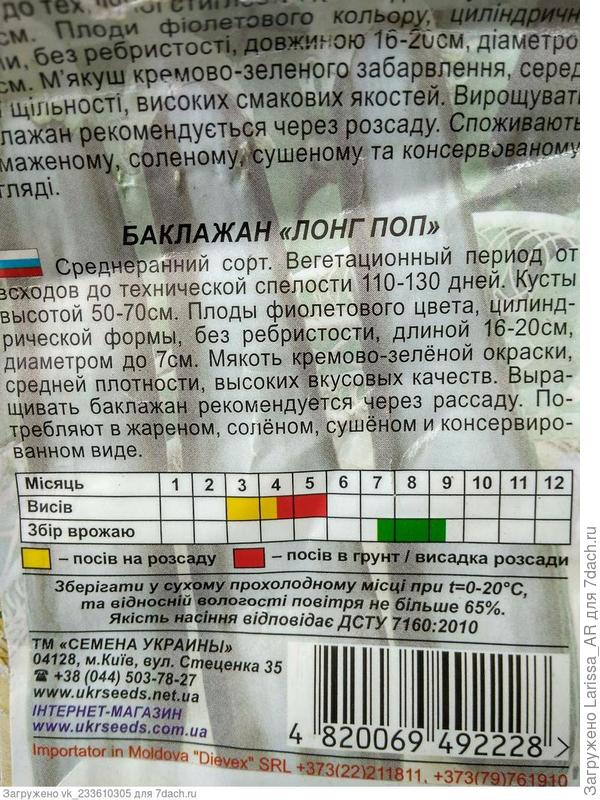 до тех
см. Плоди фіолетового кольору, циліндричн
и, без ребристості, довжиною 16-20см, діаметро
см. М'якуш кремово-зеленого забарвлення, серед
щільності, високих смакових якостей. Вирощуват
лажан рекомендується через розсаду. Споживають
маженому, соленому, сушеному та консервованому
гляді.
БАКЛАЖАН «ЛОНГ ПОП»
Среднеранний сорт. Вегетационный период от
всходов до технической спелости 110-130 дней. Кусты
высотой 50-70см. Плоды фиолетового цвета, цилинд-
рической формы, без ребристости, длиной 16-20см,
диаметром до 7см. Мякоть кремово-зелёной окраски,
средней плотности, высоких вкусовых качеств. Выра-
щивать баклажан рекомендуется через рассаду. По-
требляют в жареном, солёном, сушёном и консервиро-
ванном виде.
Місяць 1 2 3 4 5 6 7 8 9 10 11 12
Висів
Збір врожаю
– посів на розсаду – посів в грунт / висадка розсади
Зберігати у сухому прохолодному місці при t=0-20°С,
та відносній вологості повітря не більше 65%.
Якість насіння відповідає ДСТУ 7160:2010
ТМ «СЕМЕНА УКРАИНЫ»
04128, м.Київ, вул. Стеценка 35
☎ +38 (044) 503-78-27
www.ukrseeds.net.ua
ІНТЕРНЕТ-МАГАЗИН
www.ukrseeds.com.ua
4 820069 492228 >
Importator in Moldova "Dievex" SRL +373(22)211811, +373(79)761910
Загружено vk_233610305 для 7dach.ru
Загружено Larissa_AR для 7dach.ru